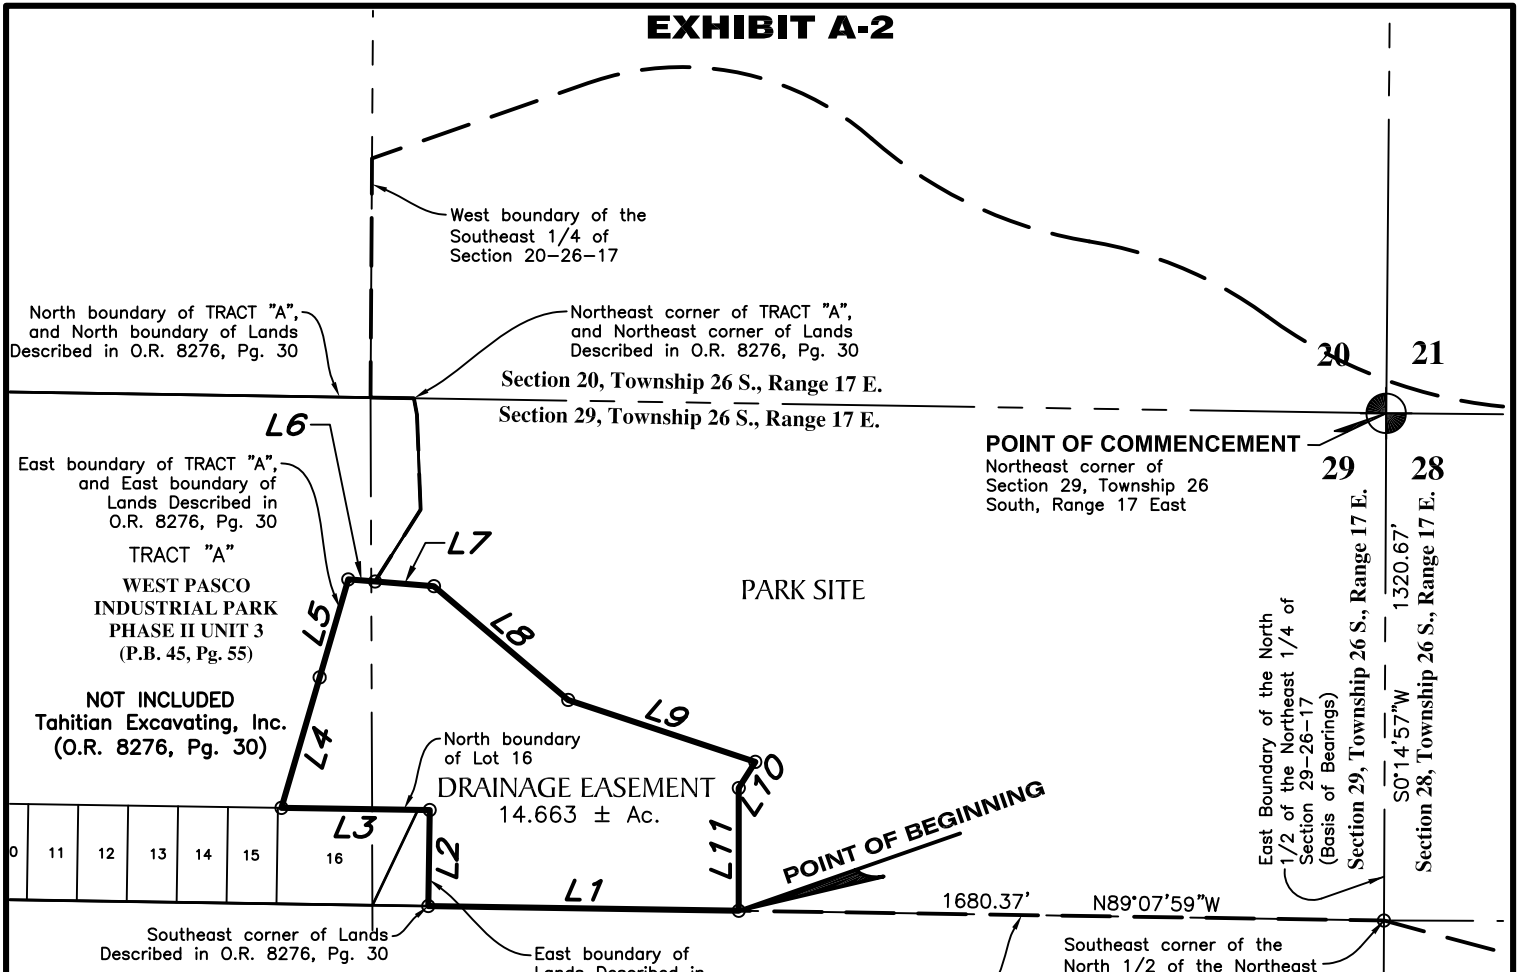 EXHIBIT A-2
West boundary of the
Southeast 1/4 of
Section 20-26-17
North boundary of TRACT "A",
and North boundary of Lands
Described in O.R. 8276, Pg. 30
Northeast corner of TRACT "A",
and Northeast corner of Lands
Described in O.R. 8276, Pg. 30
Section 20, Township 26 S., Range 17 E.
Section 29, Township 26 S., Range 17 E.
20
21
29
28
POINT OF COMMENCEMENT
Northeast corner of
Section 29, Township 26
South, Range 17 East
L6
East boundary of TRACT "A",
and East boundary of
Lands Described in
O.R. 8276, Pg. 30
TRACT "A"
WEST PASCO
INDUSTRIAL PARK
PHASE II UNIT 3
(P.B. 45, Pg. 55)
NOT INCLUDED
Tahitian Excavating, Inc.
(O.R. 8276, Pg. 30)
L7
L5
L8
PARK SITE
L4
L9
L10
North boundary
of Lot 16
DRAINAGE EASEMENT
14.663 ± Ac.
L3
L2
L11
L1
0
11
12
13
14
15
16
POINT OF BEGINNING
East Boundary of the North
1/2 of the Northeast 1/4 of
Section 29-26-17
(Basis of Bearings)
Section 29, Township 26 S., Range 17 E.
S0°14'57"W
1320.67'
Section 28, Township 26 S., Range 17 E.
1680.37'
N89°07'59"W
Southeast corner of Lands
Described in O.R. 8276, Pg. 30
East boundary of
Lands Described in
Southeast corner of the
North 1/2 of the Northeast